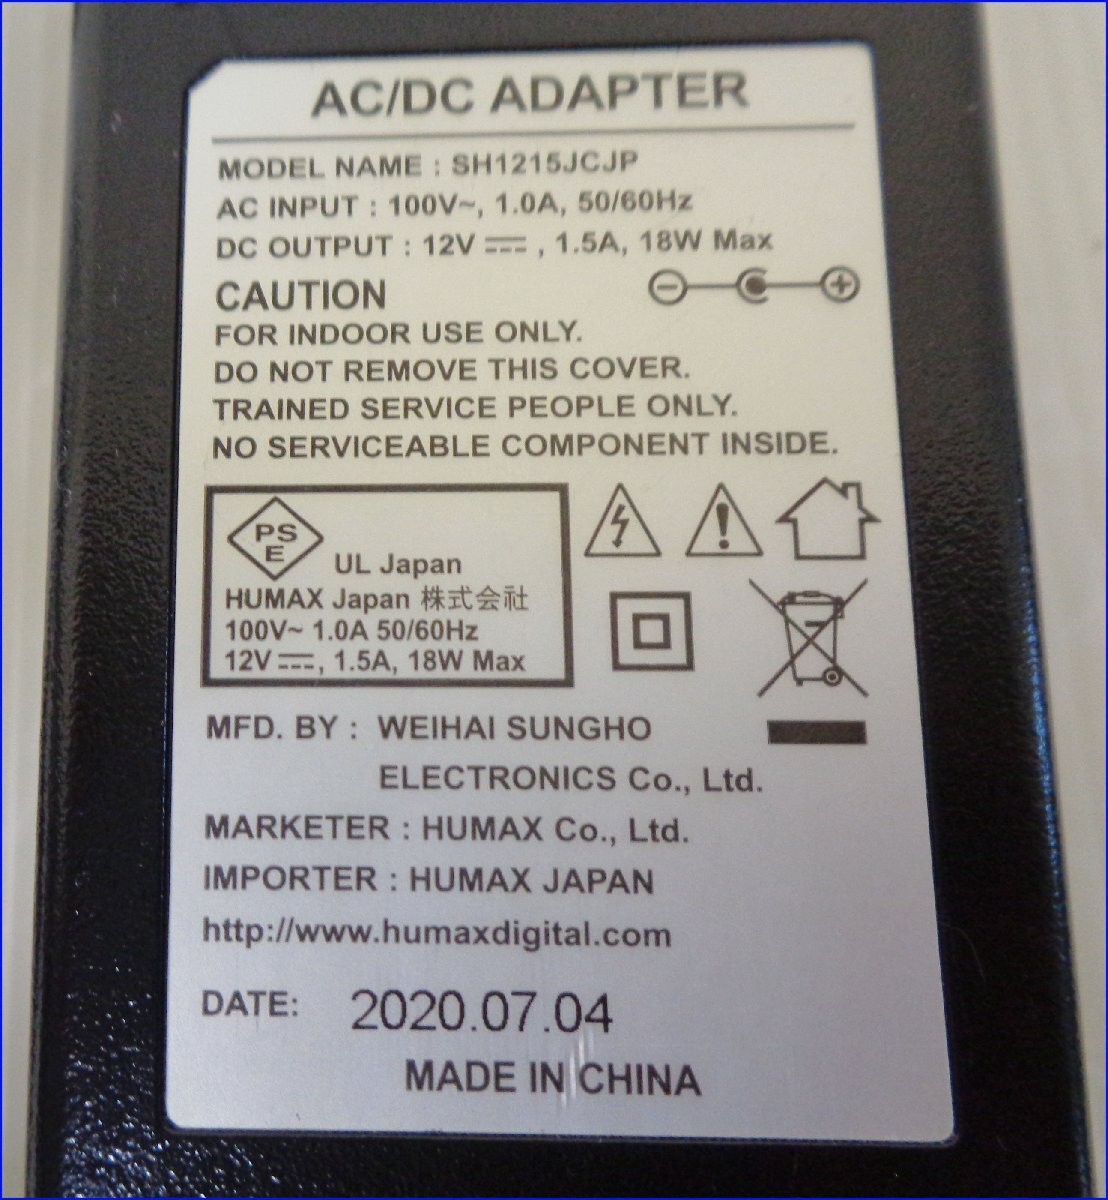 AC/DC ADAPTER
MODEL NAME : SH1215JCJP
AC INPUT : 100V~, 1.0A, 50/60Hz
DC OUTPUT : 12V ⎓ , 1.5A, 18W Max
CAUTION
FOR INDOOR USE ONLY.
DO NOT REMOVE THIS COVER.
TRAINED SERVICE PEOPLE ONLY.
NO SERVICEABLE COMPONENT INSIDE.
PS
E
UL Japan
HUMAX Japan 株式会社
100V~ 1.0A 50/60Hz
12V ⎓, 1.5A, 18W Max
MFD. BY : WEIHAI SUNGHO
ELECTRONICS Co., Ltd.
MARKETER : HUMAX Co., Ltd.
IMPORTER : HUMAX JAPAN
http://www.humaxdigital.com
DATE: 2020.07.04
MADE IN CHINA